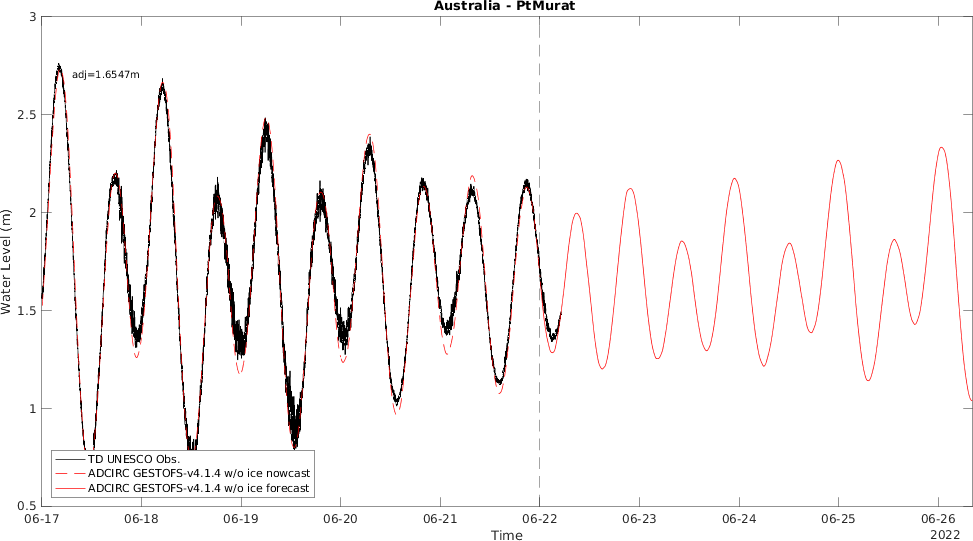 Australia - PtMurat
3
adj=1.6547m
2.5
2
Water Level (m)
1.5
1
TD UNESCO Obs.
ADCIRC GESTOFS-v4.1.4 w/o ice nowcast
ADCIRC GESTOFS-v4.1.4 w/o ice forecast
0.5
06-17 06-18 06-19 06-20 06-21 06-22 06-23 06-24 06-25 06-26
Time 2022